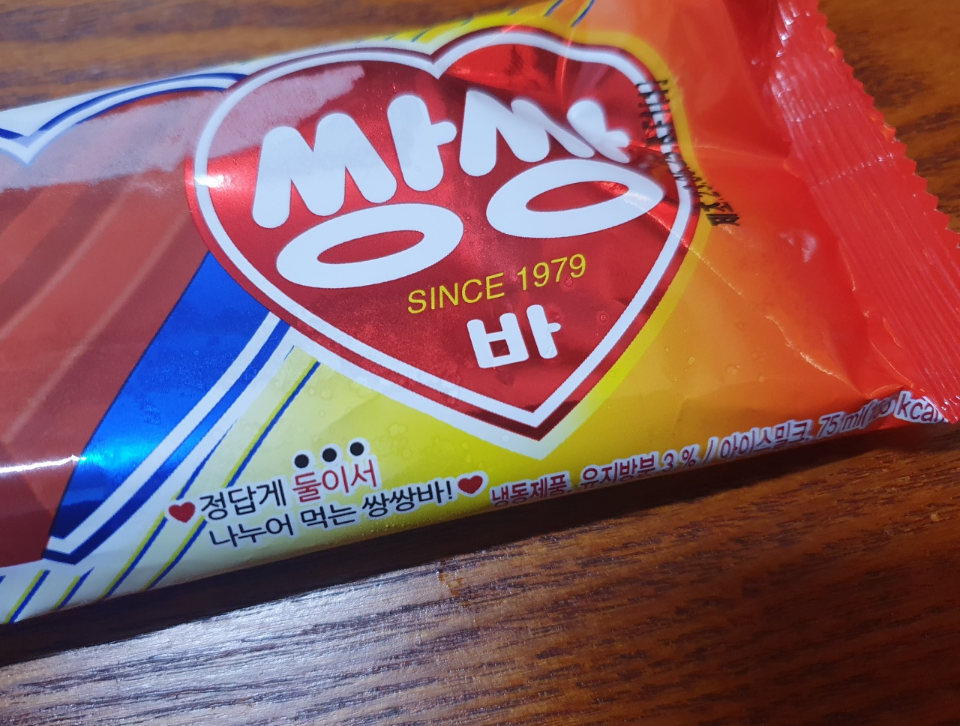 쌍쌍
SINCE 1979
바
정답게 둘이서
나누어 먹는 쌍쌍바!
냉동제품, 유지방분 3 % / 아이스밀크, 75 ml kcal